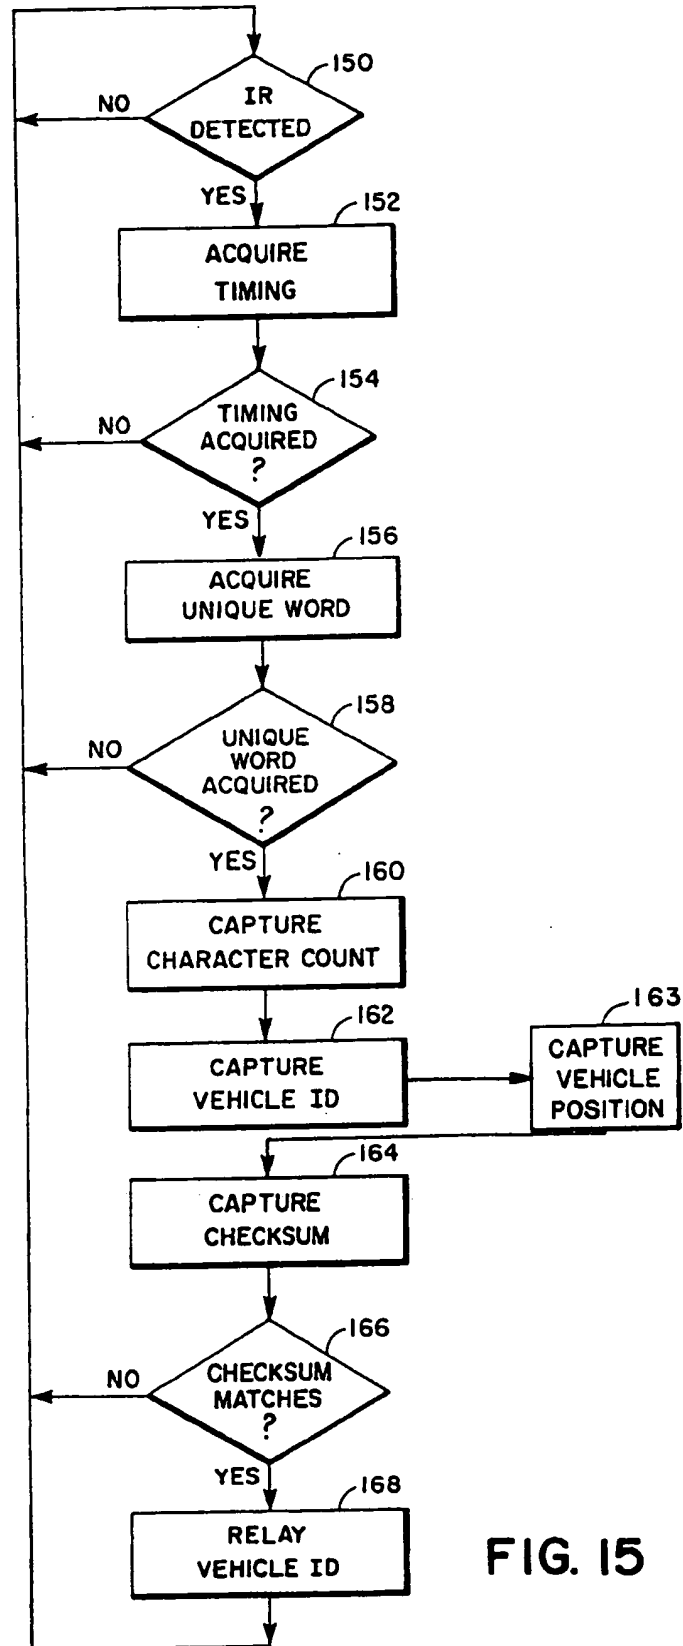 150
IR
DETECTED
NO
YES
152
ACQUIRE
TIMING
154
TIMING
ACQUIRED
?
NO
YES
156
ACQUIRE
UNIQUE WORD
158
UNIQUE
WORD
ACQUIRED
?
NO
YES
160
CAPTURE
CHARACTER COUNT
162
CAPTURE
VEHICLE ID
163
CAPTURE
VEHICLE
POSITION
164
CAPTURE
CHECKSUM
166
CHECKSUM
MATCHES
?
NO
YES
168
RELAY
VEHICLE ID
FIG. 15